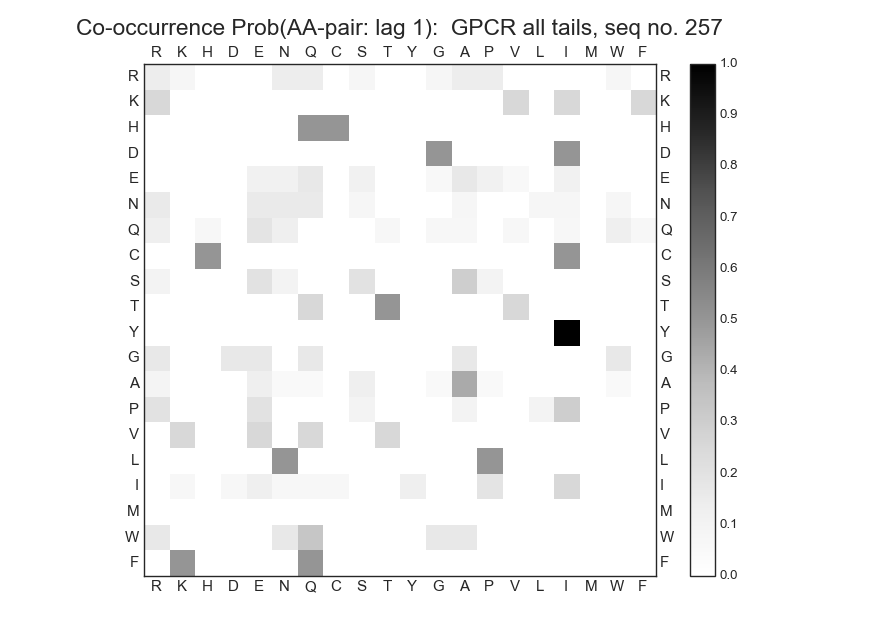 Co-occurrence Prob(AA-pair: lag 1):  GPCR all tails, seq no. 257
R K H D E N Q C S T Y G A P V L I M W F
R R 1.0
K K 0.9
H H
D D 0.8
E E
N N 0.7
Q Q
C C 0.6
S S
T T 0.5
Y Y
G G 0.4
A A
P P 0.3
V V
L L 0.2
I I
M M 0.1
W W
F F 0.0
R K H D E N Q C S T Y G A P V L I M W F